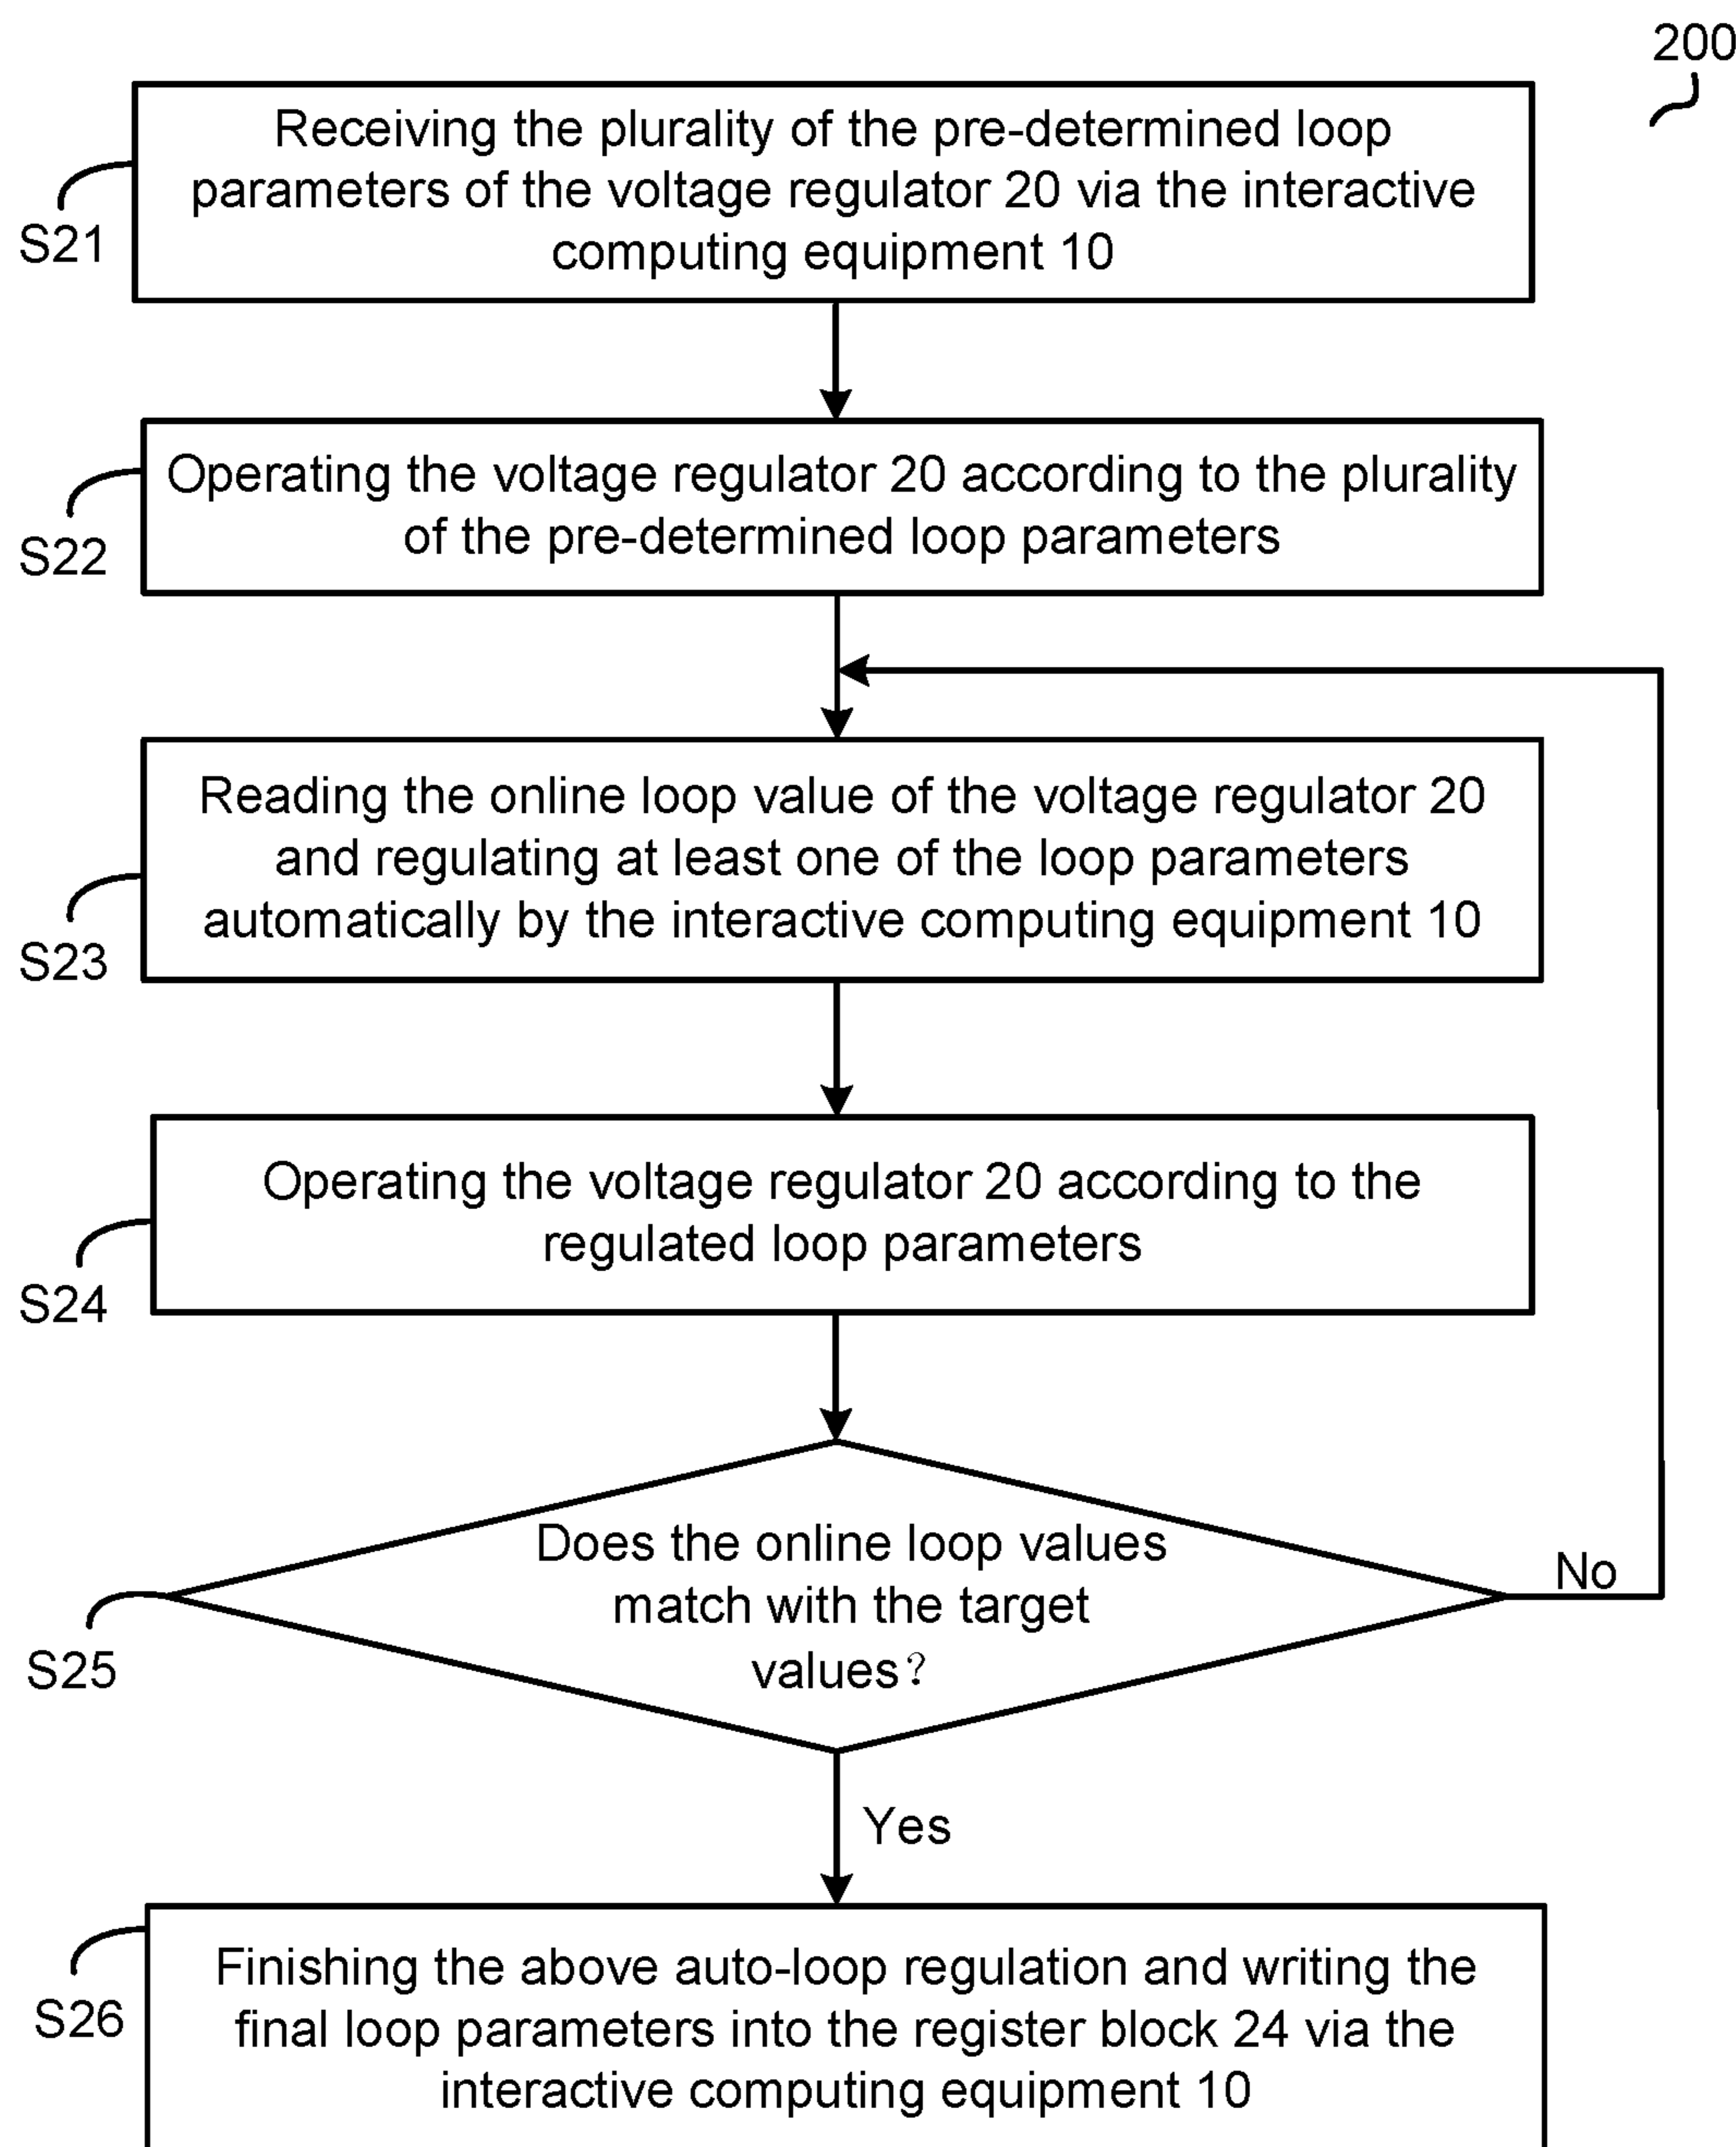 200
Receiving the plurality of the pre-determined loop
parameters of the voltage regulator 20 via the interactive
computing equipment 10
S21
Operating the voltage regulator 20 according to the plurality
of the pre-determined loop parameters
S22
Reading the online loop value of the voltage regulator 20
and regulating at least one of the loop parameters
automatically by the interactive computing equipment 10
S23
Operating the voltage regulator 20 according to the
regulated loop parameters
S24
Does the online loop values
match with the target
values?
No
S25
Yes
Finishing the above auto-loop regulation and writing the
final loop parameters into the register block 24 via the
interactive computing equipment 10
S26